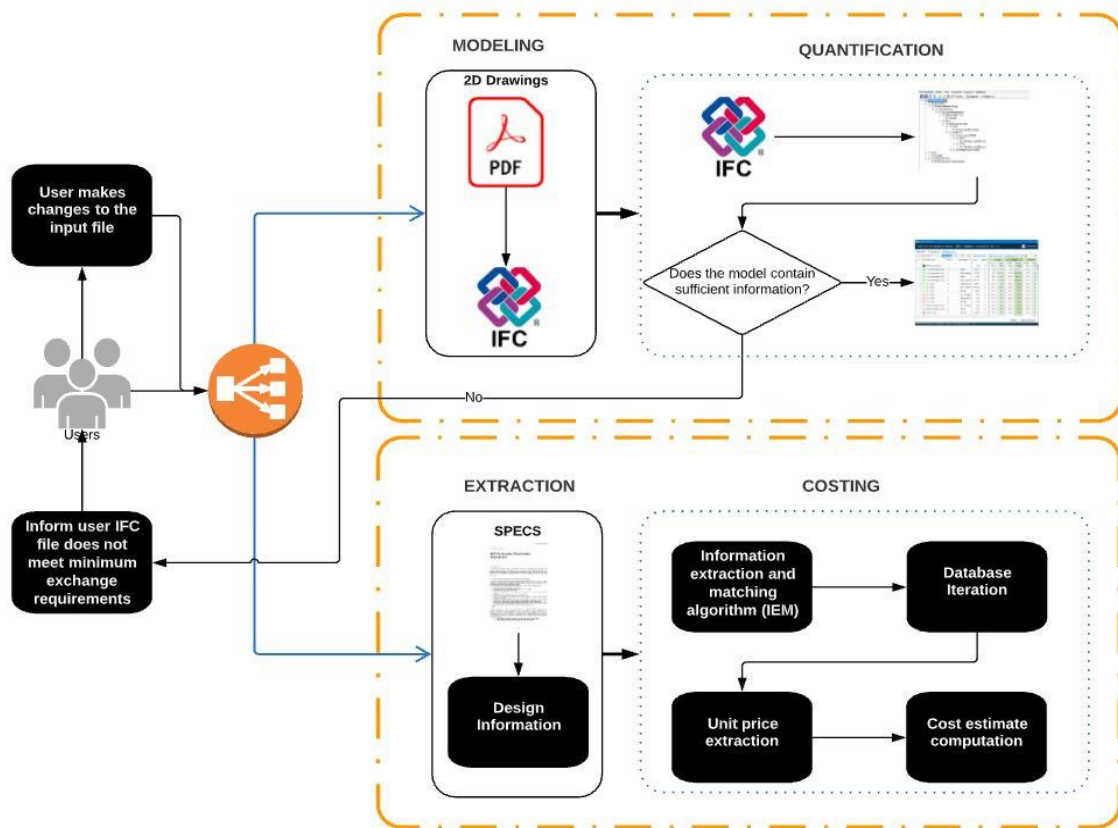 MODELING
QUANTIFICATION
2D Drawings
PDF
IFC
®
IFC
®
User makes
changes to the
input file
Does the model contain
sufficient information?
Yes
No
Users
Inform user IFC
file does not
meet minimum
exchange
requirements
EXTRACTION
COSTING
SPECS
Design
Information
Information
extraction and
matching
algorithm (IEM)
Database
Iteration
Unit price
extraction
Cost estimate
computation